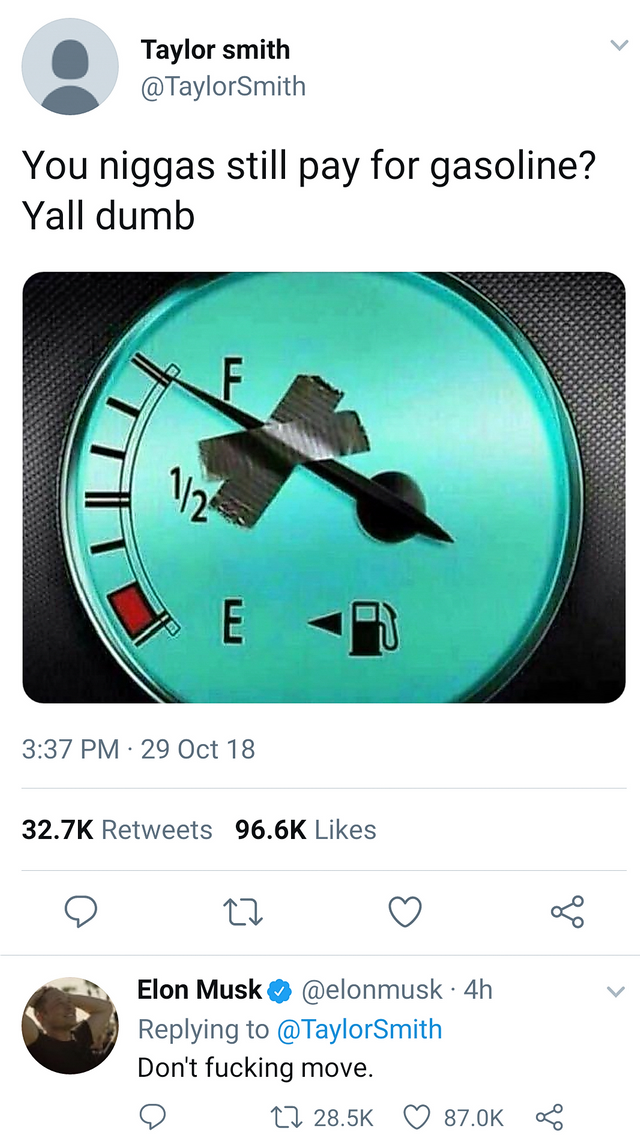 Taylor smith
@TaylorSmith
You niggas still pay for gasoline?
Yall dumb
F
1/2
E
3:37 PM · 29 Oct 18
32.7K Retweets 96.6K Likes
Elon Musk @elonmusk · 4h
Replying to @TaylorSmith
Don't fucking move.
28.5K 87.0K